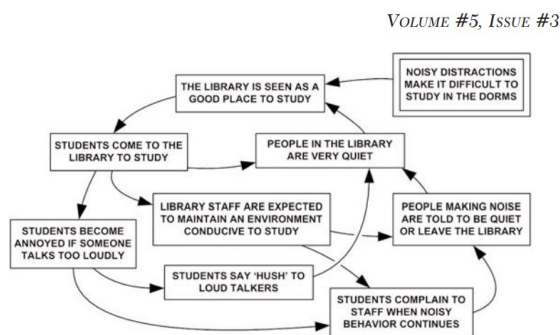 VOLUME #5, ISSUE #3
NOISY DISTRACTIONS
MAKE IT DIFFICULT TO
STUDY IN THE DORMS
THE LIBRARY IS SEEN AS A
GOOD PLACE TO STUDY
STUDENTS COME TO THE
LIBRARY TO STUDY
PEOPLE IN THE LIBRARY
ARE VERY QUIET
LIBRARY STAFF ARE EXPECTED
TO MAINTAIN AN ENVIRONMENT
CONDUCIVE TO STUDY
PEOPLE MAKING NOISE
ARE TOLD TO BE QUIET
OR LEAVE THE LIBRARY
STUDENTS BECOME
ANNOYED IF SOMEONE
TALKS TOO LOUDLY
STUDENTS SAY 'HUSH' TO
LOUD TALKERS
STUDENTS COMPLAIN TO
STAFF WHEN NOISY
BEHAVIOR CONTINUES